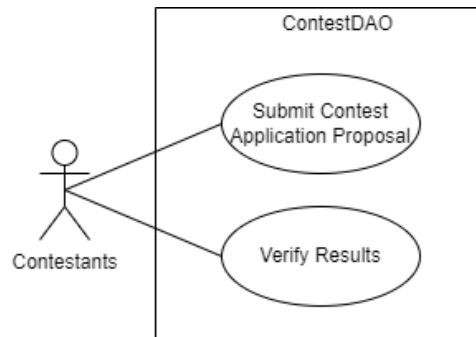 ContestDAO
Submit Contest
Application Proposal
Contestants
Verify Results